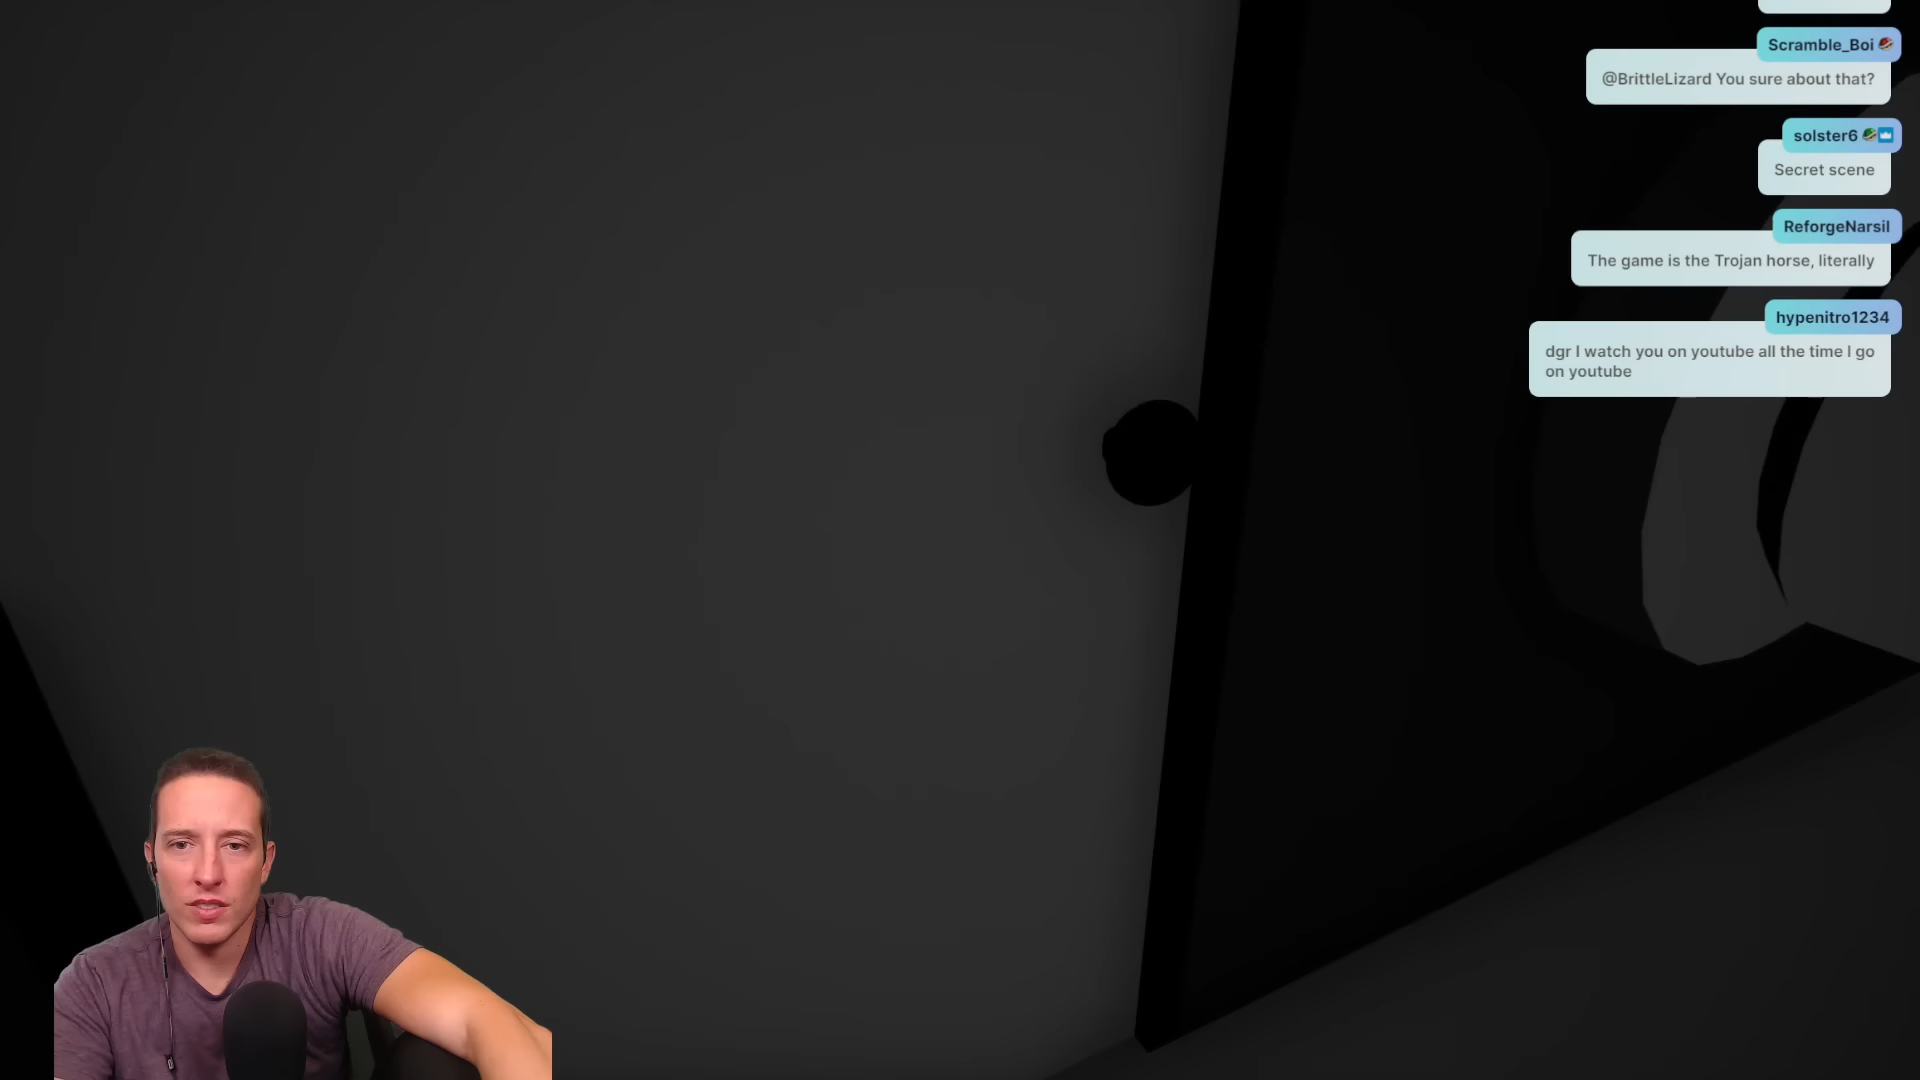 Scramble_Boi
@BrittleLizard You sure about that?
solster6
Secret scene
ReforgeNarsil
The game is the Trojan horse, literally
hypenitro1234
dgr I watch you on youtube all the time I go
on youtube